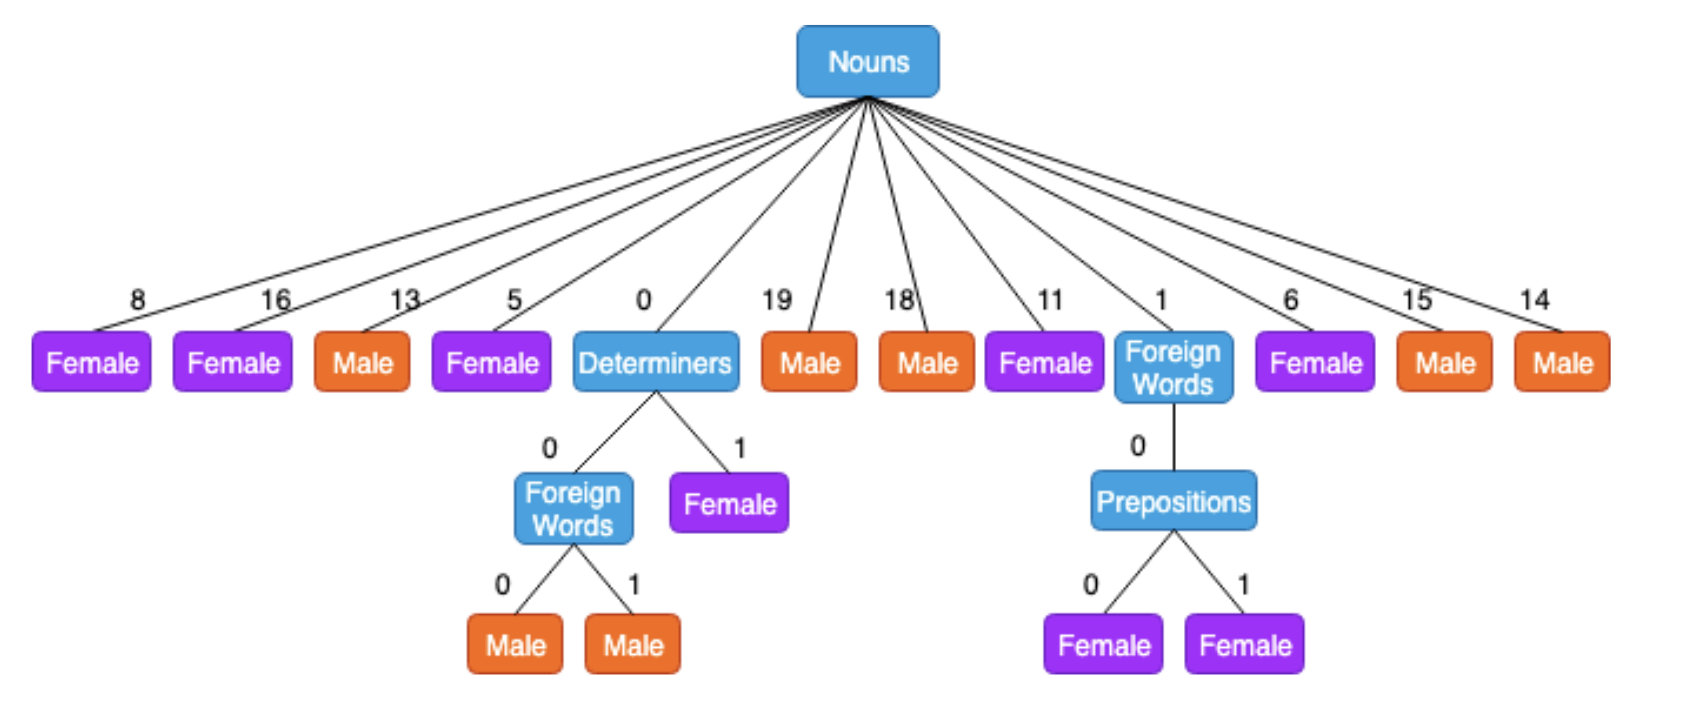 Nouns
8 16 13 5 0 19 18 11 1 6 15 14
Female Female Male Female Determiners Male Male Female Foreign Words Female Male Male
0 1 0
Foreign Words Female Prepositions
0 1 0 1
Male Male Female Female